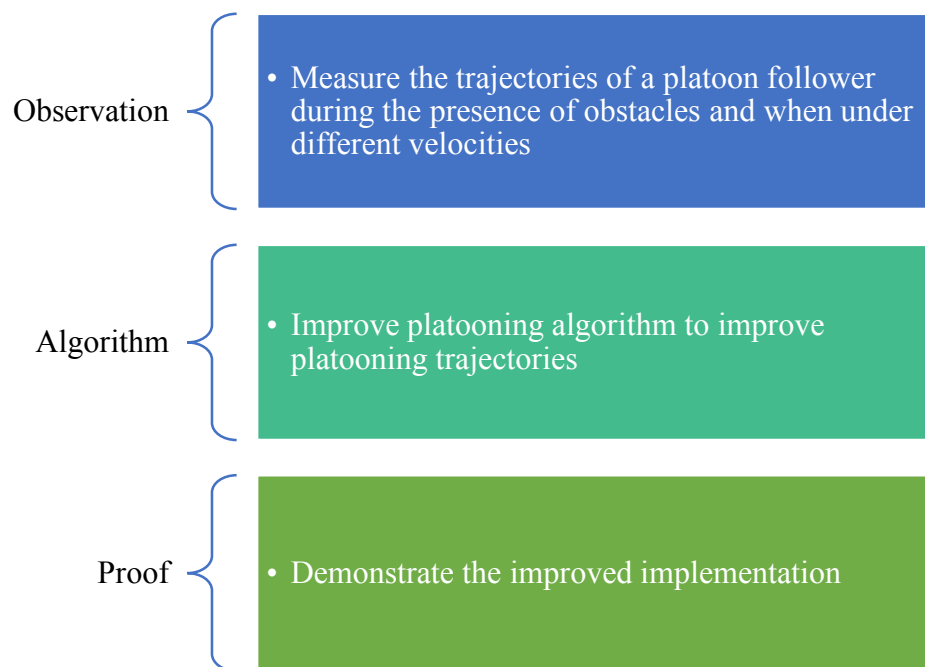 Observation
• Measure the trajectories of a platoon follower
during the presence of obstacles and when under
different velocities
Algorithm
• Improve platooning algorithm to improve
platooning trajectories
Proof
• Demonstrate the improved implementation